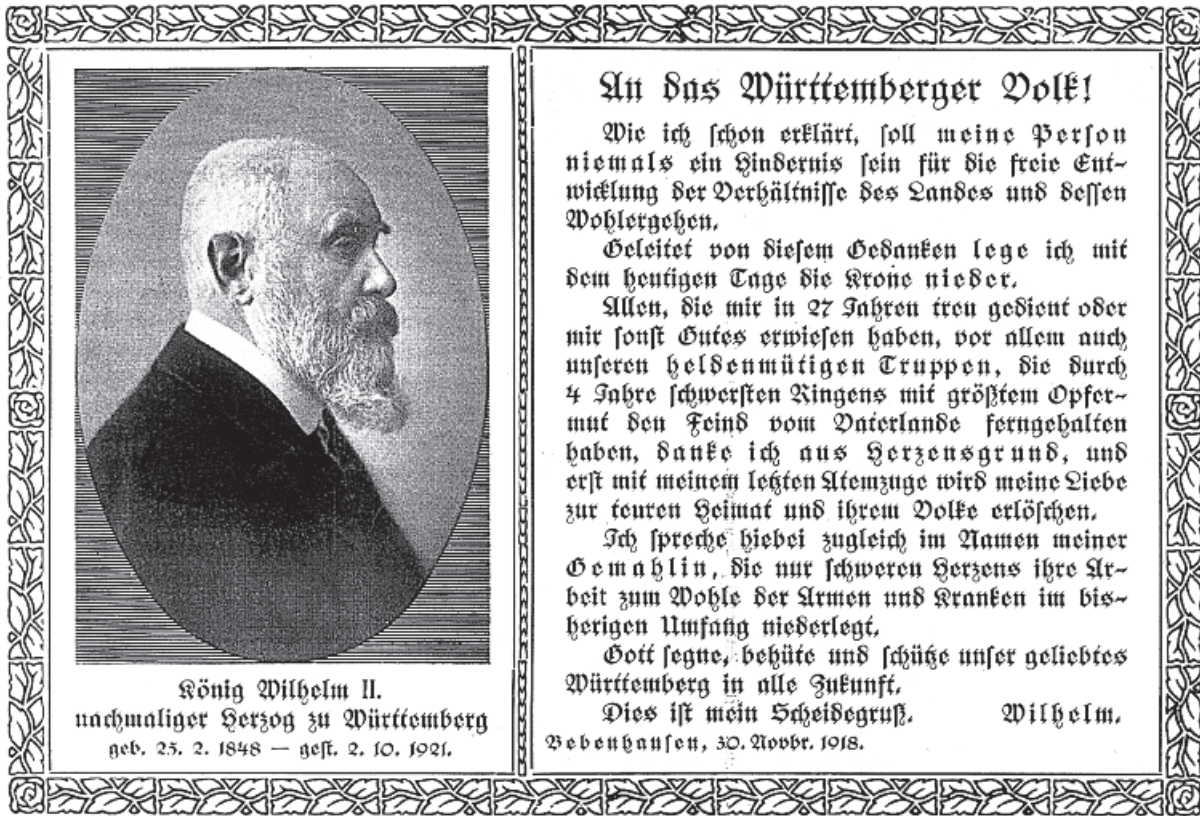 König Wilhelm II.
nachmaliger Herzog zu Württemberg
geb. 25. 2. 1848 — gest. 2. 10. 1921.
An das Württemberger Volk!
Wie ich schon erklärt, soll meine Person
niemals ein Hindernis sein für die freie Ent-
wicklung der Verhältnisse des Landes und dessen
Wohlergehen.
Geleitet von diesem Gedanken lege ich mit
dem heutigen Tage die Krone nieder.
Allen, die mir in 27 Jahren treu gedient oder
mir sonst Gutes erwiesen haben, vor allem auch
unseren heldenmütigen Truppen, die durch
4 Jahre schwersten Ringens mit größtem Opfer-
mut den Feind vom Vaterlande ferngehalten
haben, danke ich aus Herzensgrund, und
erst mit meinem letzten Atemzuge wird meine Liebe
zur teuren Heimat und ihrem Volke erlöschen.
Ich spreche hiebei zugleich im Namen meiner
Gemahlin, die nur schweren Herzens ihre Ar-
beit zum Wohle der Armen und Kranken im bis-
herigen Umfang niederlegt.
Gott segne, behüte und schütze unser geliebtes
Württemberg in alle Zukunft.
Dies ist mein Scheidegruß. Wilhelm.
Bebenhausen, 30. Novbr. 1918.